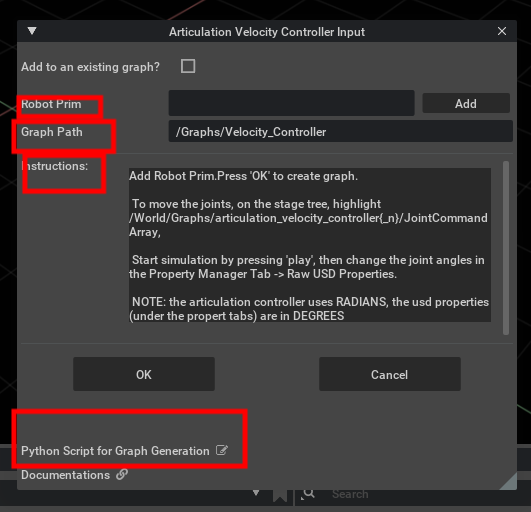 Articulation Velocity Controller Input
Add to an existing graph?
Robot Prim
Add
Graph Path
/Graphs/Velocity_Controller
Instructions:
Add Robot Prim.Press 'OK' to create graph.
To move the joints, on the stage tree, highlight
/World/Graphs/articulation_velocity_controller{_n}/JointCommand
Array,
Start simulation by pressing 'play', then change the joint angles in
the Property Manager Tab -> Raw USD Properties.
NOTE: the articulation controller uses RADIANS, the usd properties
(under the propert tabs) are in DEGREES
OK
Cancel
Python Script for Graph Generation
Documentations
Search